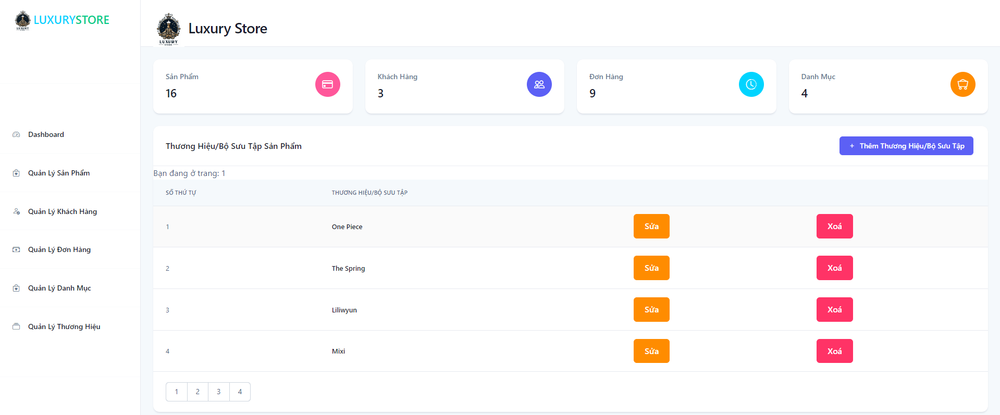 LUXURY
STORE
LUXURYSTORE
Dashboard
Quản Lý Sản Phẩm
Quản Lý Khách Hàng
Quản Lý Đơn Hàng
Quản Lý Danh Mục
Quản Lý Thương Hiệu
LUXURY
STORE
Luxury Store
Sản Phẩm
16
Khách Hàng
3
Đơn Hàng
9
Danh Mục
4
Thương Hiệu/Bộ Sưu Tập Sản Phẩm
+ Thêm Thương Hiệu/Bộ Sưu Tập
Bạn đang ở trang: 1
SỐ THỨ TỰ THƯƠNG HIỆU/BỘ SƯU TẬP
1 One Piece Sửa Xoá
2 The Spring Sửa Xoá
3 Liliwyun Sửa Xoá
4 Mixi Sửa Xoá
1 2 3 4